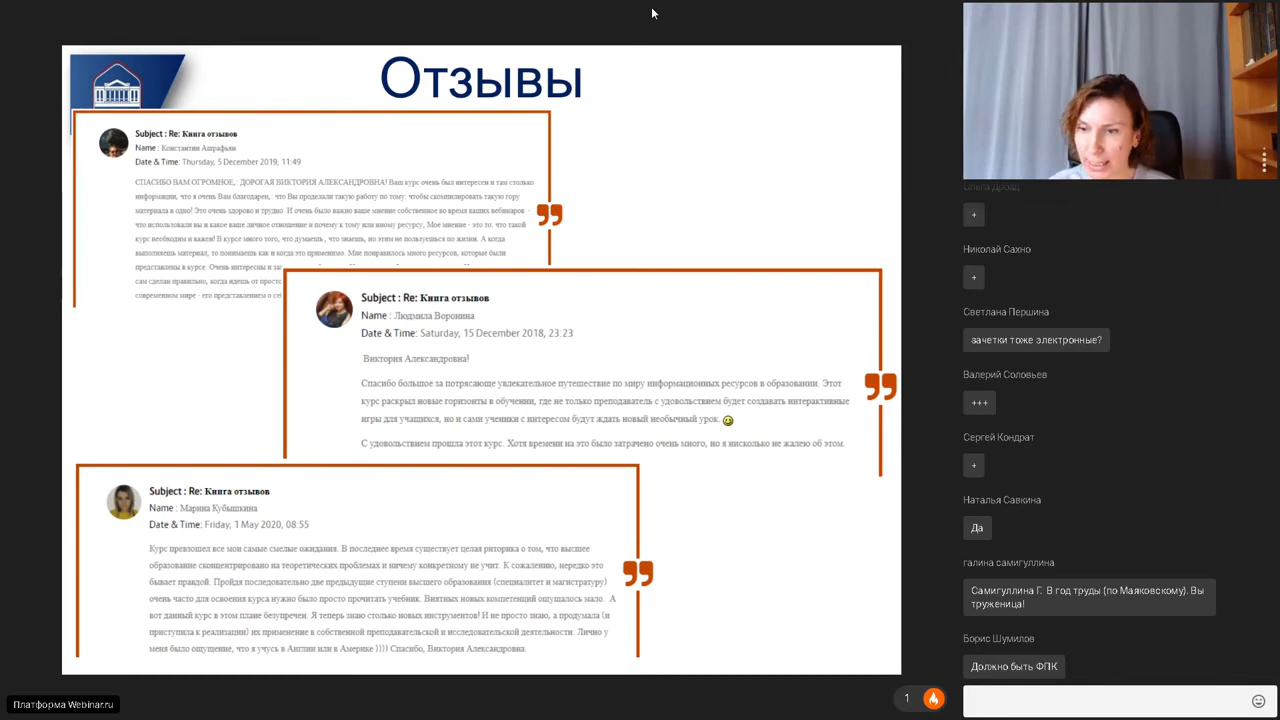 Отзывы
Subject : Re: Книга отзывов
Name : Константин Ашрафьян
Date & Time: Thursday, 5 December 2019, 11:49
СПАСИБО ВАМ ОГРОМНОЕ, ДОРОГАЯ ВИКТОРИЯ АЛЕКСАНДРОВНА! Ваш курс очень был интересен и там столько
информации, что я очень Вам благодарен, что Вы проделали такую работу по тому: чтобы скомпилировать такую гору
материала в одно! Это очень здорово и трудно. И очень было важно ваше мнение собственное во время ваших вебинаров -
что использовали вы и какое ваше личное отношение и почему к тому или иному ресурсу, Мое мнение - это то: что такой
курс необходим и важен! В курсе много того, что думаешь , что знаешь, но этим не пользуешься по жизни. А когда
выполняешь материал, то понимаешь как и когда это применимо. Мне понравилось много ресурсов, которые были
представлены в курсе. Очень интересны и
сам сделан правильно, когда идешь от прост
современном мире - его представлением о се
Subject : Re: Книга отзывов
Name : Людмила Воронина
Date & Time: Saturday, 15 December 2018, 23:23
Виктория Александровна!
Спасибо большое за потрясающе увлекательное путешествие по миру информационных ресурсов в образовании. Этот
курс раскрыл новые горизонты в обучении, где не только преподаватель с удовольствием будет создавать интерактивные
игры для учащихся, но и сами ученики с интересом будут ждать новый необычный урок.
С удовольствием прошла этот курс. Хотя времени на это было затрачено очень много, но я нисколько не жалею об этом.
Subject : Re: Книга отзывов
Name : Марина Кубышкина
Date & Time: Friday, 1 May 2020, 08:55
Курс превзошел все мои самые смелые ожидания. В последнее время существует целая риторика о том, что высшее
образование сконцентрировано на теоретических проблемах и ничему конкретному не учит. К сожалению, нередко это
бывает правдой. Пройдя последовательно две предыдущие ступени высшего образования (специалитет и магистратуру)
очень часто для освоения курса нужно было просто прочитать учебник. Внятных новых компетенций ощущалось мало. А
вот данный курс в этом плане безупречен. Я теперь знаю столько новых инструментов! И не просто знаю, а продумала (и
приступила к реализации) их применение в собственной преподавательской и исследовательской деятельности. Лично у
меня было ощущение, что я учусь в Англии или в Америке )))) Спасибо, Виктория Александровна.
Ольга Дроад
+
Николай Сахно
+
Светлана Першина
зачетки тоже электронные?
Валерий Соловьев
+++
Сергей Кондрат
+
Наталья Савкина
Да
галина самигуллина
Самигуллина Г. В год труды (по Маяковскому). Вы
труженица!
Борис Шумилов
Должно быть ФПК
1
Платформа Webinar.ru